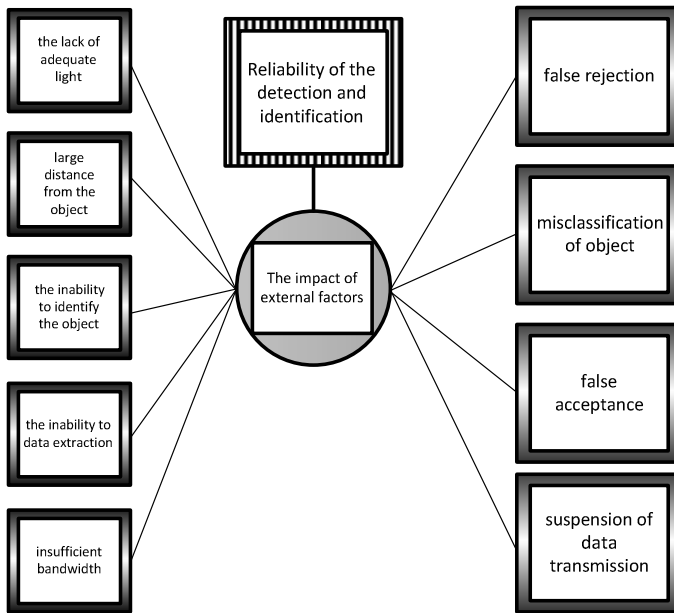 the lack of
adequate
light
large
distance
from the
object
the inability
to identify
the object
the inability to
data extraction
insufficient
bandwidth
Reliability of the
detection and
identification
The impact of
external factors
false rejection
misclassification
of object
false
acceptance
suspension of
data
transmission